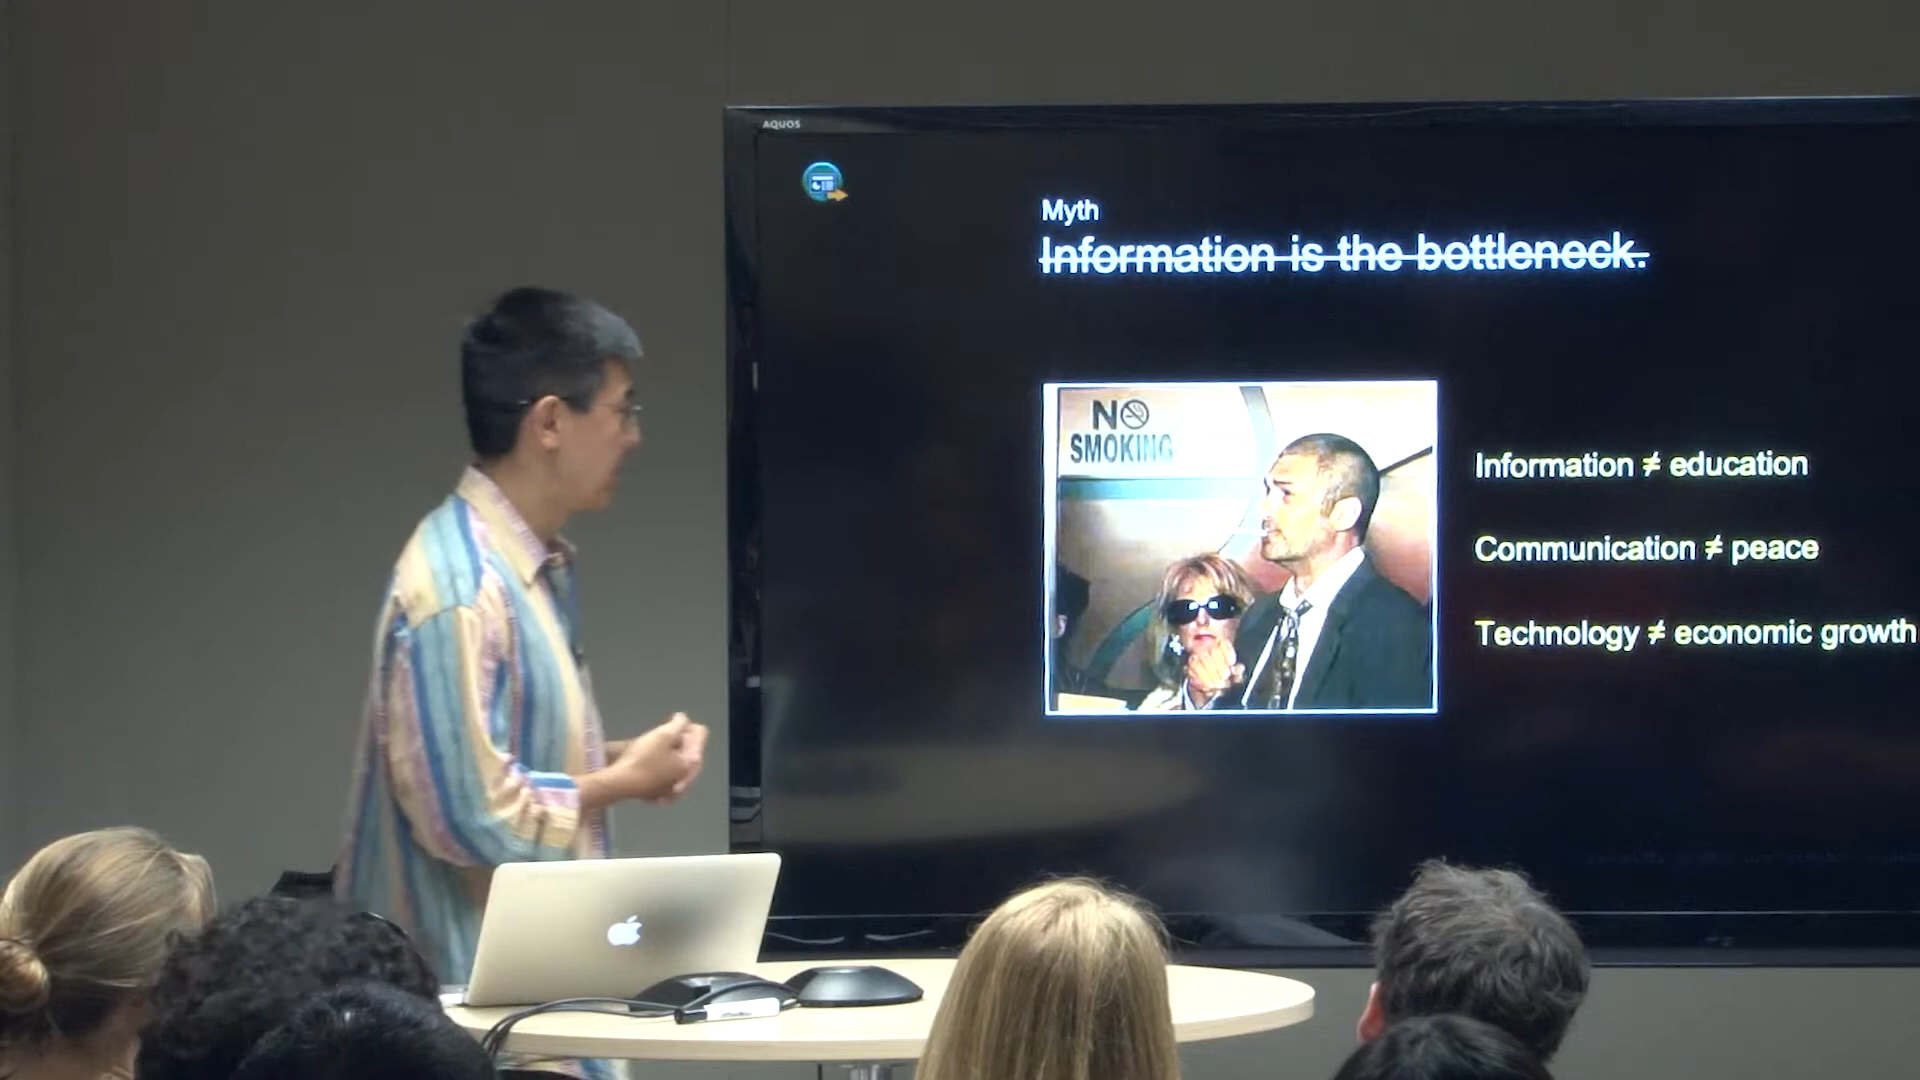 AQUOS
Myth
Information is the bottleneck.
NO
SMOKING
Information ≠ education
Communication ≠ peace
Technology ≠ economic growth